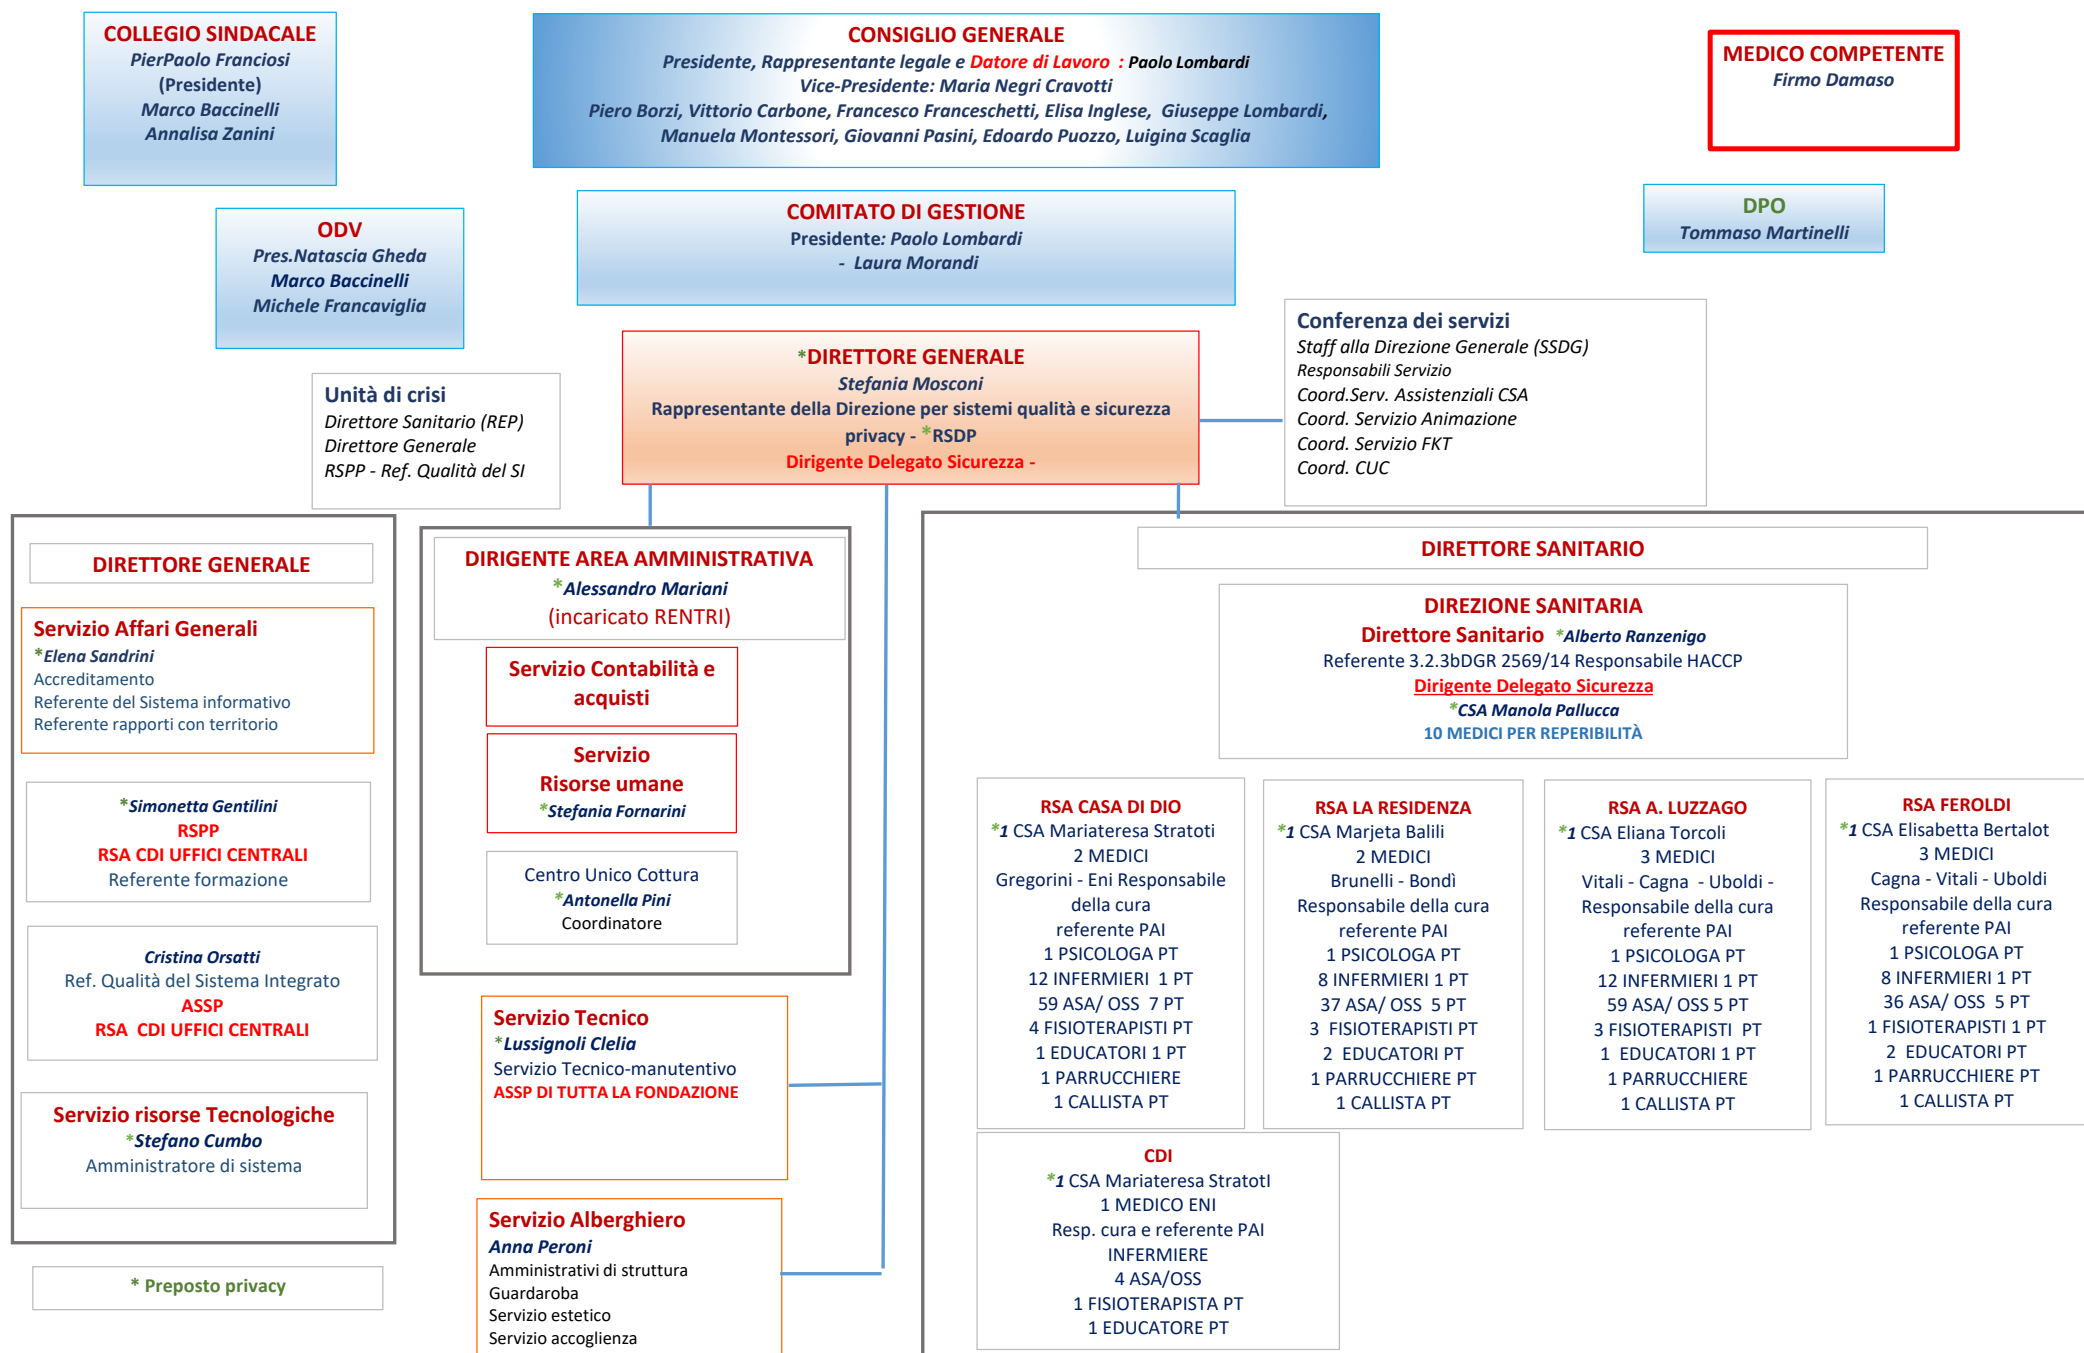 COLLEGIO SINDACALE
PierPaolo Franciosi
(Presidente)
Marco Baccinelli
Annalisa Zanini
CONSIGLIO GENERALE
Presidente, Rappresentante legale e Datore di Lavoro : Paolo Lombardi
Vice-Presidente: Maria Negri Cravotti
Piero Borzi, Vittorio Carbone, Francesco Franceschetti, Elisa Inglese, Giuseppe Lombardi,
Manuela Montessori, Giovanni Pasini, Edoardo Puozzo, Luigina Scaglia
MEDICO COMPETENTE
Firmo Damaso
ODV
Pres.Natascia Gheda
Marco Baccinelli
Michele Francaviglia
COMITATO DI GESTIONE
Presidente: Paolo Lombardi
- Laura Morandi
DPO
Tommaso Martinelli
Unità di crisi
Direttore Sanitario (REP)
Direttore Generale
RSPP - Ref. Qualità del SI
*DIRETTORE GENERALE
Stefania Mosconi
Rappresentante della Direzione per sistemi qualità e sicurezza
privacy - *RSDP
Dirigente Delegato Sicurezza -
Conferenza dei servizi
Staff alla Direzione Generale (SSDG)
Responsabili Servizio
Coord.Serv. Assistenziali CSA
Coord. Servizio Animazione
Coord. Servizio FKT
Coord. CUC
DIRETTORE GENERALE
Servizio Affari Generali
*Elena Sandrini
Accreditamento
Referente del Sistema informativo
Referente rapporti con territorio
*Simonetta Gentilini
RSPP
RSA CDI UFFICI CENTRALI
Referente formazione
Cristina Orsatti
Ref. Qualità del Sistema Integrato
ASSP
RSA CDI UFFICI CENTRALI
Servizio risorse Tecnologiche
*Stefano Cumbo
Amministratore di sistema
* Preposto privacy
DIRIGENTE AREA AMMINISTRATIVA
*Alessandro Mariani
(incaricato RENTRI)
Servizio Contabilità e
acquisti
Servizio
Risorse umane
*Stefania Fornarini
Centro Unico Cottura
*Antonella Pini
Coordinatore
Servizio Tecnico
*Lussignoli Clelia
Servizio Tecnico-manutentivo
ASSP DI TUTTA LA FONDAZIONE
Servizio Alberghiero
Anna Peroni
Amministrativi di struttura
Guardaroba
Servizio estetico
Servizio accoglienza
DIRETTORE SANITARIO
DIREZIONE SANITARIA
Direttore Sanitario *Alberto Ranzenigo
Referente 3.2.3bDGR 2569/14 Responsabile HACCP
Dirigente Delegato Sicurezza
*CSA Manola Pallucca
10 MEDICI PER REPERIBILITÀ
RSA CASA DI DIO
*1 CSA Mariateresa Stratoti
2 MEDICI
Gregorini - Eni Responsabile
della cura
referente PAI
1 PSICOLOGA PT
12 INFERMIERI 1 PT
59 ASA/ OSS 7 PT
4 FISIOTERAPISTI PT
1 EDUCATORI 1 PT
1 PARRUCCHIERE
1 CALLISTA PT
RSA LA RESIDENZA
*1 CSA Marjeta Balili
2 MEDICI
Brunelli - Bondì
Responsabile della cura
referente PAI
1 PSICOLOGA PT
8 INFERMIERI 1 PT
37 ASA/ OSS 5 PT
3 FISIOTERAPISTI PT
2 EDUCATORI PT
1 PARRUCCHIERE PT
1 CALLISTA PT
RSA A. LUZZAGO
*1 CSA Eliana Torcoli
3 MEDICI
Vitali - Cagna - Uboldi -
Responsabile della cura
referente PAI
1 PSICOLOGA PT
12 INFERMIERI 1 PT
59 ASA/ OSS 5 PT
3 FISIOTERAPISTI PT
1 EDUCATORI 1 PT
1 PARRUCCHIERE
1 CALLISTA PT
RSA FEROLDI
*1 CSA Elisabetta Bertalot
3 MEDICI
Cagna - Vitali - Uboldi
Responsabile della cura
referente PAI
1 PSICOLOGA PT
8 INFERMIERI 1 PT
36 ASA/ OSS 5 PT
1 FISIOTERAPISTI 1 PT
2 EDUCATORI PT
1 PARRUCCHIERE PT
1 CALLISTA PT
CDI
*1 CSA Mariateresa StratotI
1 MEDICO ENI
Resp. cura e referente PAI
INFERMIERE
4 ASA/OSS
1 FISIOTERAPISTA PT
1 EDUCATORE PT